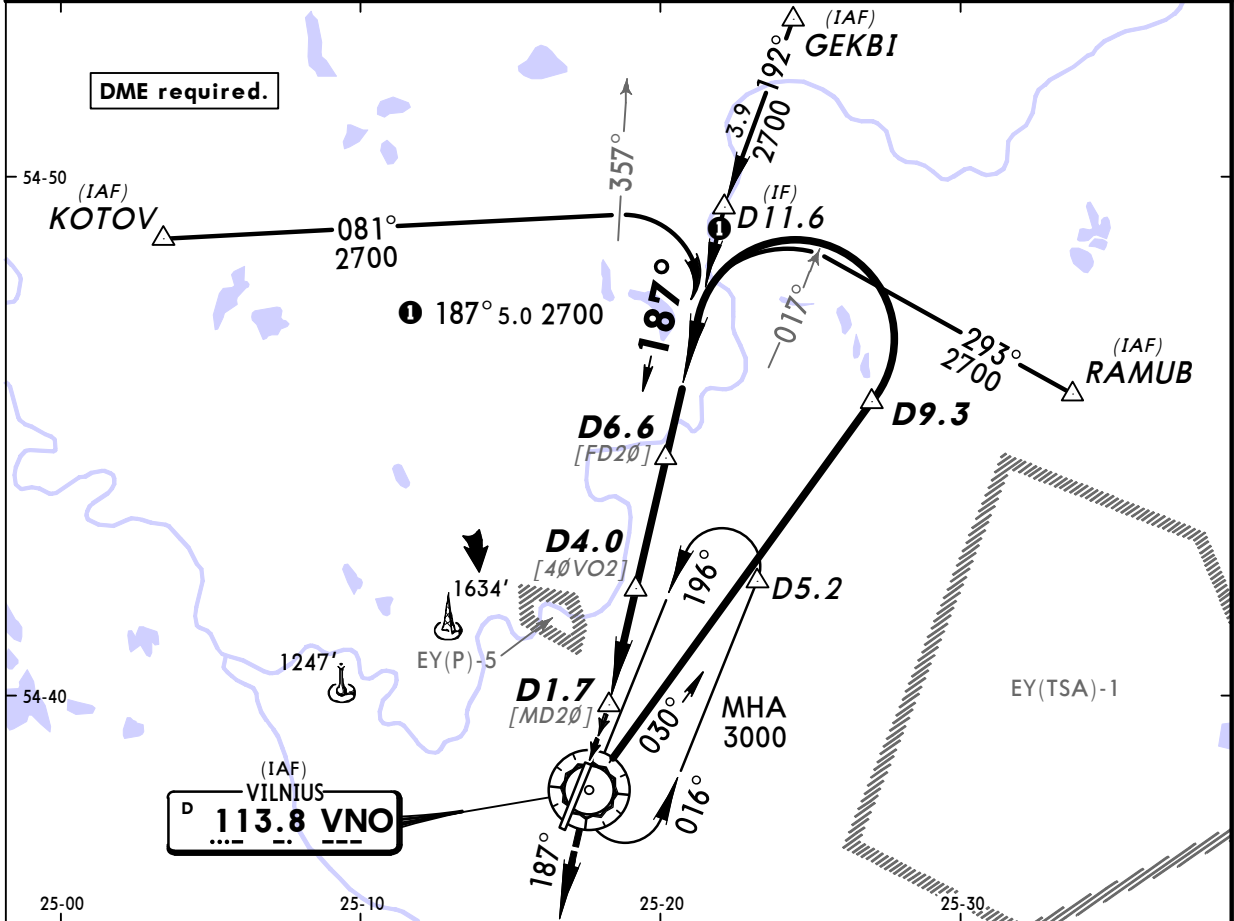 (IAF)
GEKBI
192°
3.9
2700
DME required.
357°
54-50
(IAF)
KOTOV
081°
2700
(IF)
D11.6
1
1 187° 5.0 2700
187°
017°
293°
2700
(IAF)
RAMUB
D9.3
D6.6
[FD2Ø]
D4.0
[4ØVO2]
196°
D5.2
1634'
EY(P)-5
1247'
54-40
D1.7
[MD2Ø]
030°
MHA
3000
EY(TSA)-1
016°
(IAF)
VILNIUS
D 113.8 VNO
187°
25-00 25-10 25-20 25-30